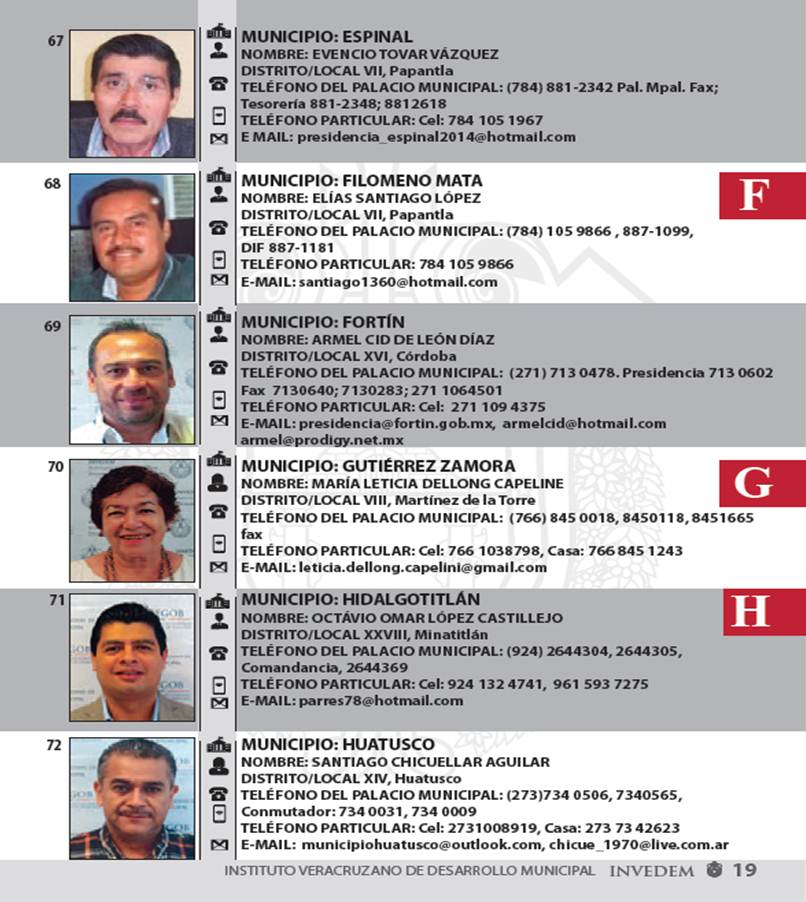 67
MUNICIPIO: ESPINAL
NOMBRE: EVENCIO TOVAR VÁZQUEZ
DISTRITO/LOCAL VII, Papantla
TELÉFONO DEL PALACIO MUNICIPAL: (784) 881-2342 Pal. Mpal. Fax;
Tesorería 881-2348; 8812618
TELÉFONO PARTICULAR: Cel: 784 105 1967
E MAIL: presidencia_espinal2014@hotmail.com
68
MUNICIPIO: FILOMENO MATA
F
NOMBRE: ELÍAS SANTIAGO LÓPEZ
DISTRITO/LOCAL VII, Papantla
TELÉFONO DEL PALACIO MUNICIPAL: (784) 105 9866 , 887-1099,
DIF 887-1181
TELÉFONO PARTICULAR: 784 105 9866
E-MAIL: santiago1360@hotmail.com
69
MUNICIPIO: FORTÍN
NOMBRE: ARMEL CID DE LEÓN DÍAZ
DISTRITO/LOCAL XVI, Córdoba
TELÉFONO DEL PALACIO MUNICIPAL: (271) 713 0478. Presidencia 713 0602
Fax 7130640; 7130283; 271 1064501
TELÉFONO PARTICULAR: Cel: 271 109 4375
E-MAIL: presidencia@fortin.gob.mx, armelcid@hotmail.com
armel@prodigy.net.mx
70
MUNICIPIO: GUTIÉRREZ ZAMORA
G
NOMBRE: MARÍA LETICIA DELLONG CAPELINE
DISTRITO/LOCAL VIII, Martínez de la Torre
TELÉFONO DEL PALACIO MUNICIPAL: (766) 845 0018, 8450118, 8451665
fax
TELÉFONO PARTICULAR: Cel: 766 1038798, Casa: 766 845 1243
E-MAIL: leticia.dellong.capelini@gmail.com
71
MUNICIPIO: HIDALGOTITLÁN
H
NOMBRE: OCTÁVIO OMAR LÓPEZ CASTILLEJO
DISTRITO/LOCAL XXVIII, Minatitlán
TELÉFONO DEL PALACIO MUNICIPAL: (924) 2644304, 2644305,
Comandancia, 2644369
TELÉFONO PARTICULAR: Cel: 924 132 4741, 961 593 7275
E-MAIL: parres78@hotmail.com
72
MUNICIPIO: HUATUSCO
NOMBRE: SANTIAGO CHICUELLAR AGUILAR
DISTRITO/LOCAL XIV, Huatusco
TELÉFONO DEL PALACIO MUNICIPAL: (273)734 0506, 7340565,
Conmutador: 734 0031, 734 0009
TELÉFONO PARTICULAR: Cel: 2731008919, Casa: 273 73 42623
E-MAIL: municipiohuatusco@outlook.com, chicue_1970@live.com.ar
INSTITUTO VERACRUZANO DE DESARROLLO MUNICIPAL INVEDEM 19